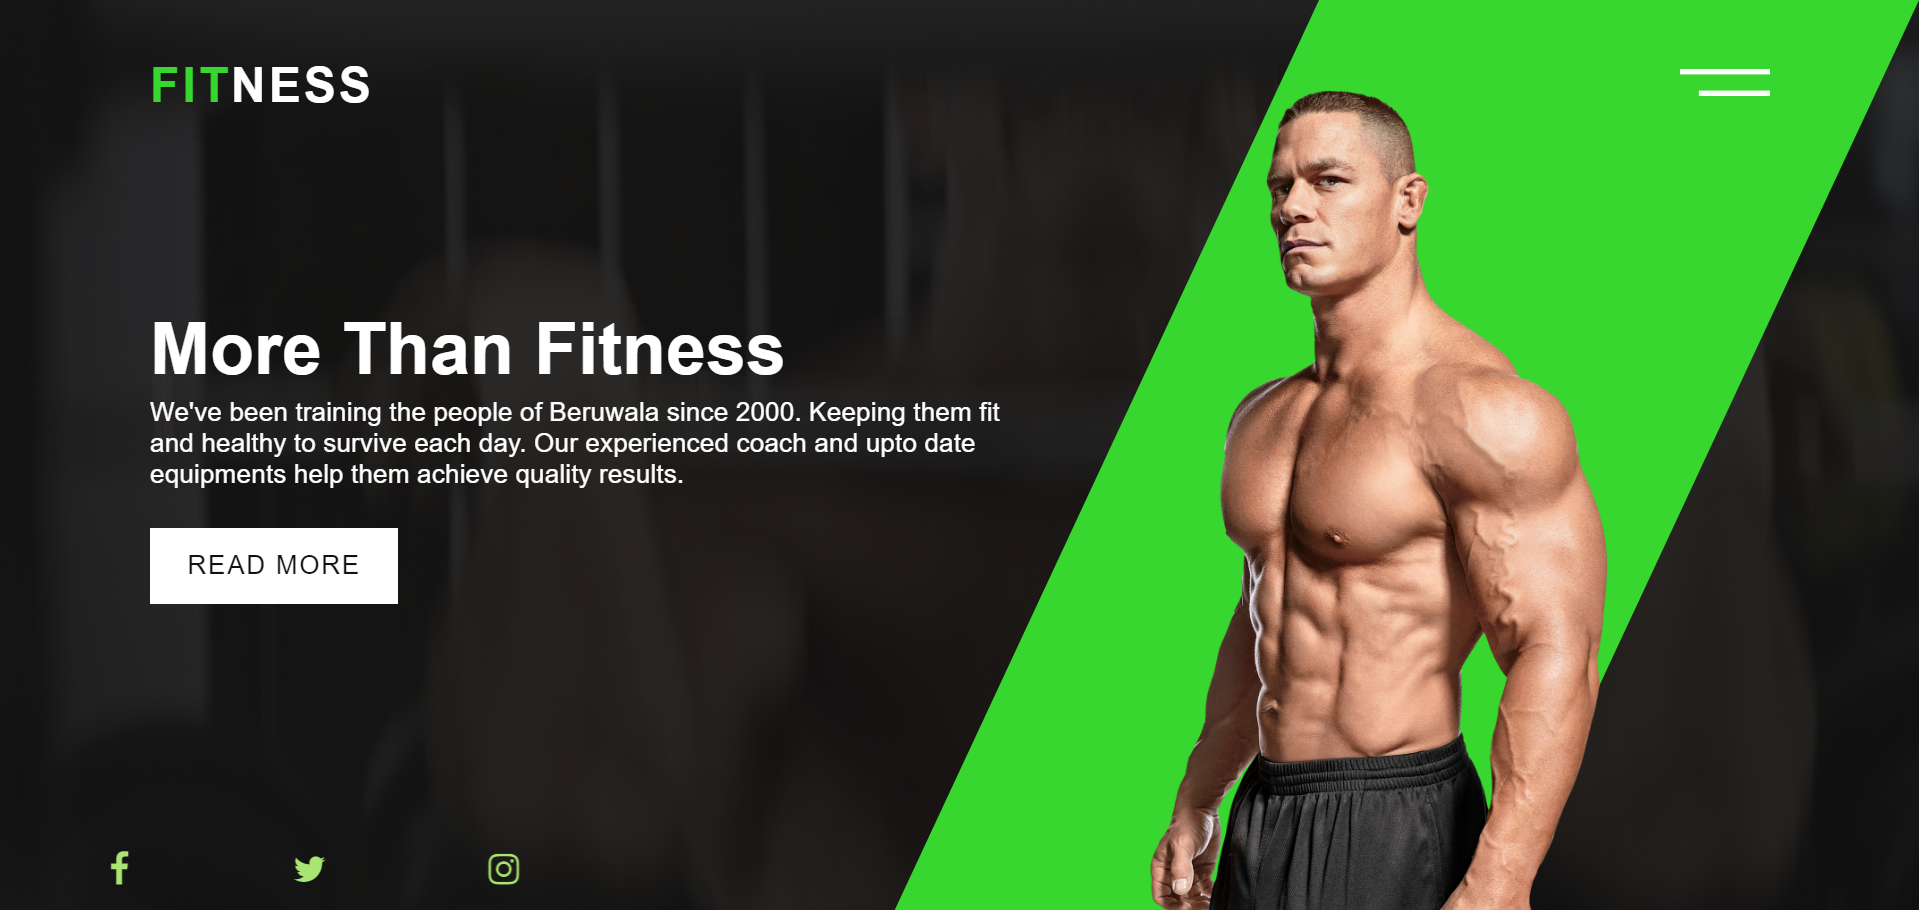 FITNESS
More Than Fitness
We've been training the people of Beruwala since 2000. Keeping them fit
and healthy to survive each day. Our experienced coach and upto date
equipments help them achieve quality results.
READ MORE